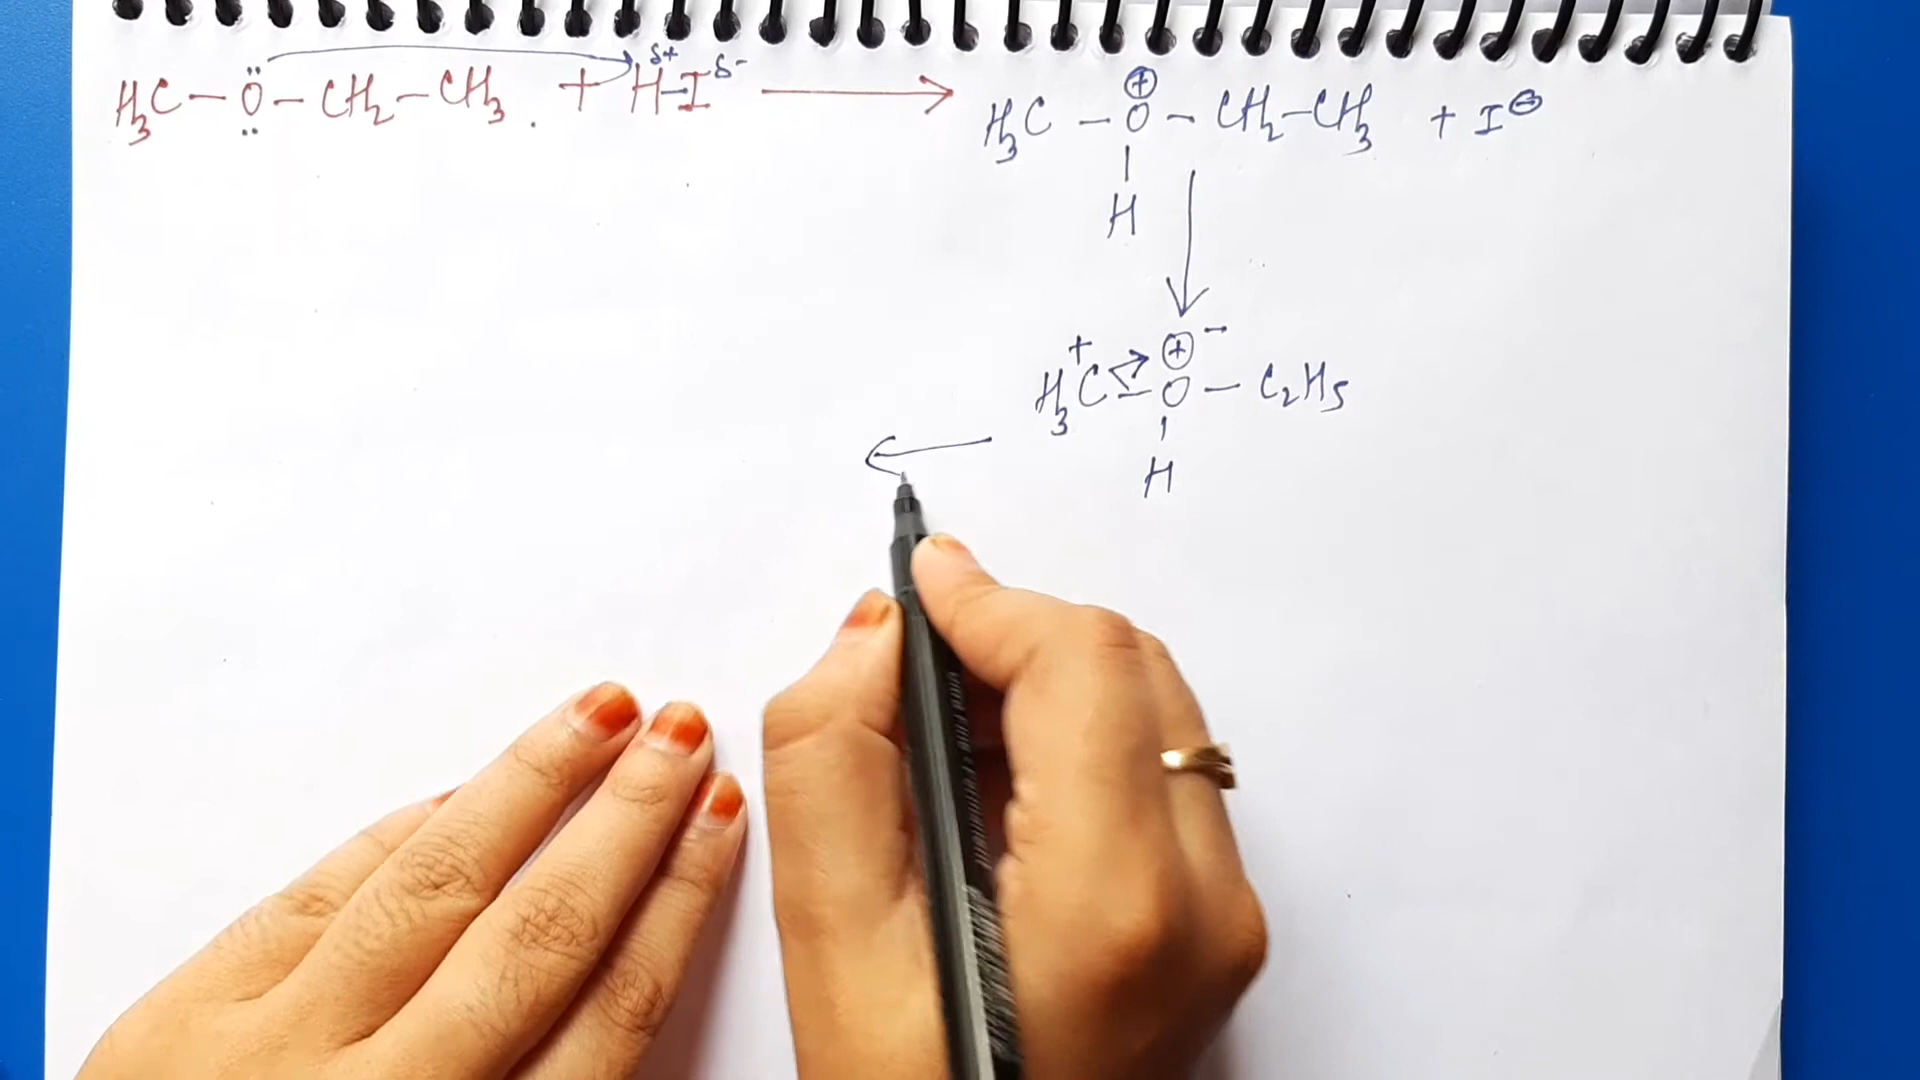 H₃C – Ö – CH₂ – CH₃ + Hδ+ – Iδ- ⟶ H₃C – O⊕ – CH₂ – CH₃ + I⊖
H
+ ⊕ –
H₃C – O – C₂H₅
H